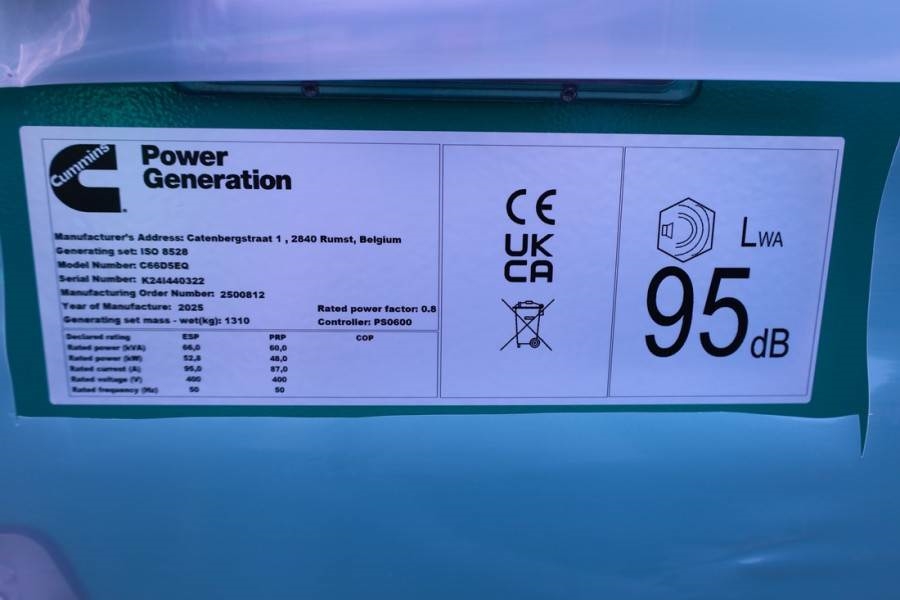 Cummins
Power
Generation
Manufacturer's Address: Catenbergstraat 1 , 2840 Rumst, Belgium
Generating set: ISO 8528
Model Number: C66D5EQ
Serial Number: K24I440322
Manufacturing Order Number: 2500812
Year of Manufacture: 2025
Rated power factor: 0.8
Generating set mass - wet(kg): 1310
Controller: PS0600
Declared rating ESP PRP COP
Rated power (kVA) 66,0 60,0
Rated power (kW) 52,8 48,0
Rated current (A) 95,0 87,0
Rated voltage (V) 400 400
Rated frequency (Hz) 50 50
CE
UK
CA
LWA
95dB